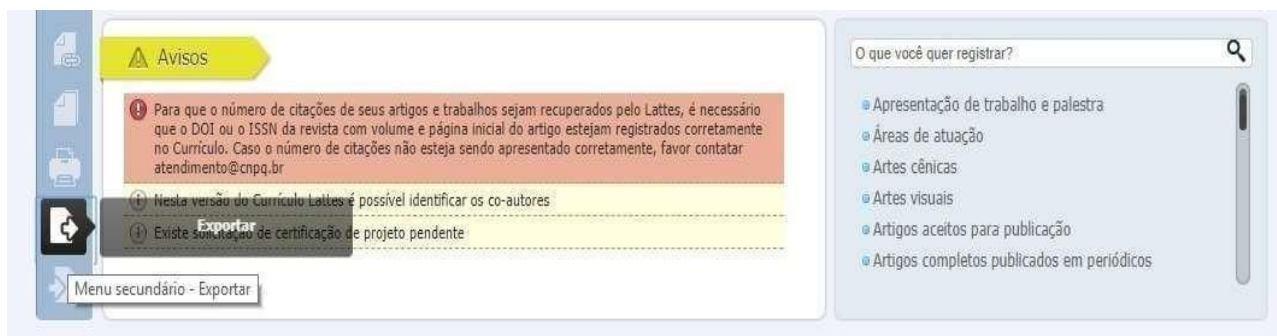 Avisos
Para que o número de citações de seus artigos e trabalhos sejam recuperados pelo Lattes, é necessário
que o DOI ou o ISSN da revista com volume e página inicial do artigo estejam registrados corretamente
no Currículo. Caso o número de citações não esteja sendo apresentado corretamente, favor contatar
atendimento@cnpq.br
Nesta versão do Currículo Lattes é possível identificar os co-autores
Existe solicitação de certificação de projeto pendente
Exportar
Menu secundário - Exportar
O que você quer registrar?
Apresentação de trabalho e palestra
Áreas de atuação
Artes cênicas
Artes visuais
Artigos aceitos para publicação
Artigos completos publicados em periódicos